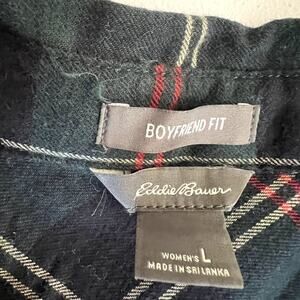 BOYFRIEND FIT
Eddie Bauer
WOMEN'S L
MADE IN SRI LANKA